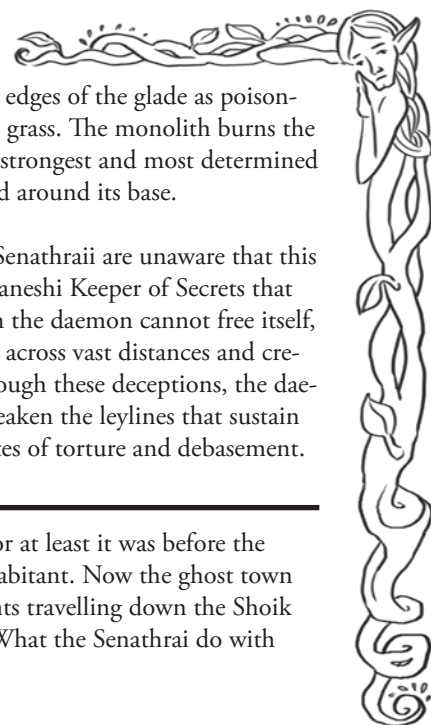 edges of the glade as poison-
grass. The monolith burns the
strongest and most determined
d around its base.
Senathraii are unaware that this
aneshi Keeper of Secrets that
n the daemon cannot free itself,
across vast distances and cre-
ough these deceptions, the dae-
eaken the leylines that sustain
tes of torture and debasement.
or at least it was before the
abitant. Now the ghost town
nts travelling down the Shoik
What the Senathrai do with